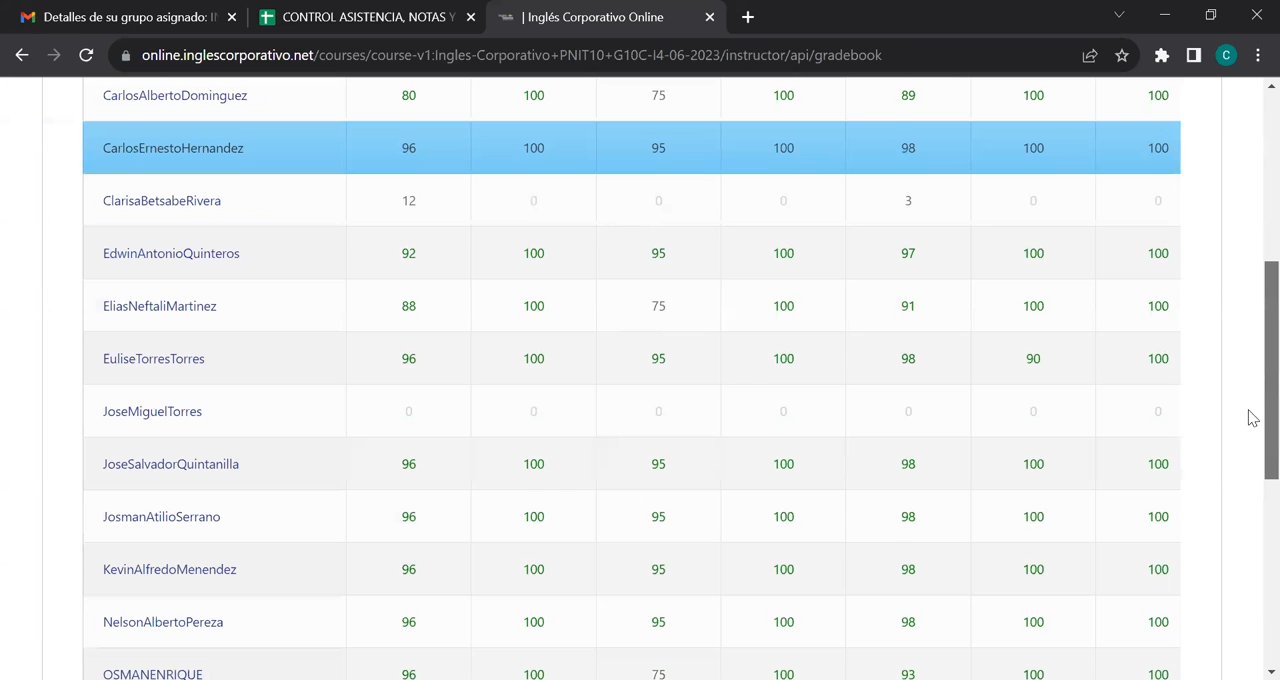 Detalles de su grupo asignado: I
CONTROL ASISTENCIA, NOTAS Y
| Inglés Corporativo Online
online.inglescorporativo.net/courses/course-v1:Ingles-Corporativo+PNIT10+G10C-I4-06-2023/instructor/api/gradebook
C
CarlosAlbertoDominguez 80 100 75 100 89 100 100
CarlosErnestoHernandez 96 100 95 100 98 100 100
ClarisaBetsabeRivera 12 0 0 0 3 0 0
EdwinAntonioQuinteros 92 100 95 100 97 100 100
EliasNeftaliMartinez 88 100 75 100 91 100 100
EuliseTorresTorres 96 100 95 100 98 90 100
JoseMiguelTorres 0 0 0 0 0 0 0
JoseSalvadorQuintanilla 96 100 95 100 98 100 100
JosmanAtilioSerrano 96 100 95 100 98 100 100
KevinAlfredoMenendez 96 100 95 100 98 100 100
NelsonAlbertoPereza 96 100 95 100 98 100 100
OSMANENRIQUE 96 100 75 100 93 100 100